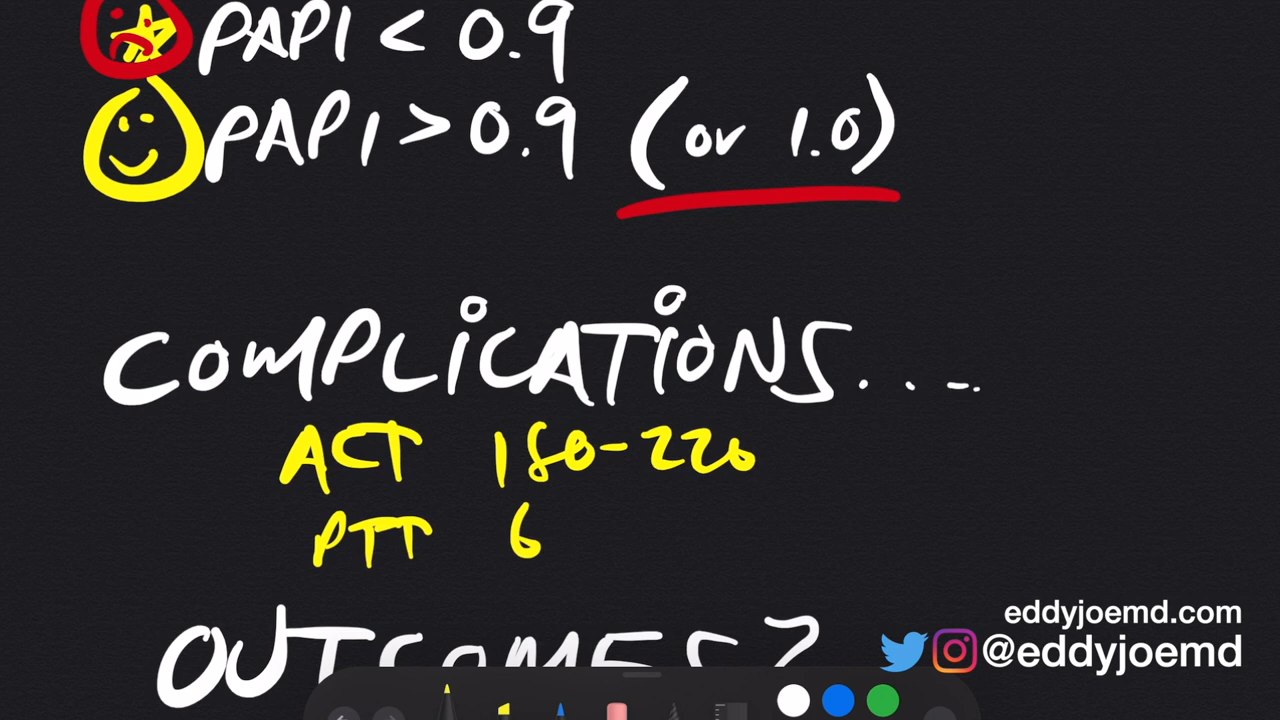 PAPI < 0.9
PAPI > 0.9 (or 1.0)
COMPLICATIONS....
ACT 180-220
PTT 6
OUTCOMES?
eddyjoemd.com
@eddyjoemd